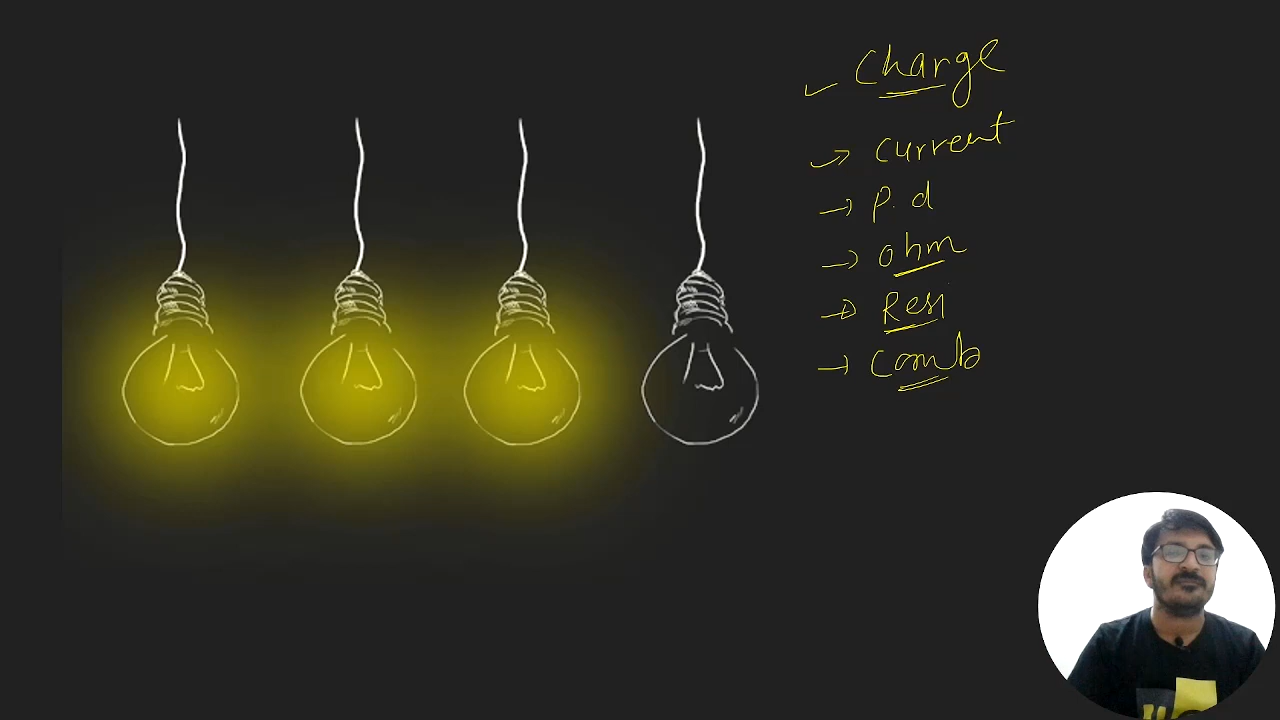 Charge
Current
P.d
ohm
Resi
Comb